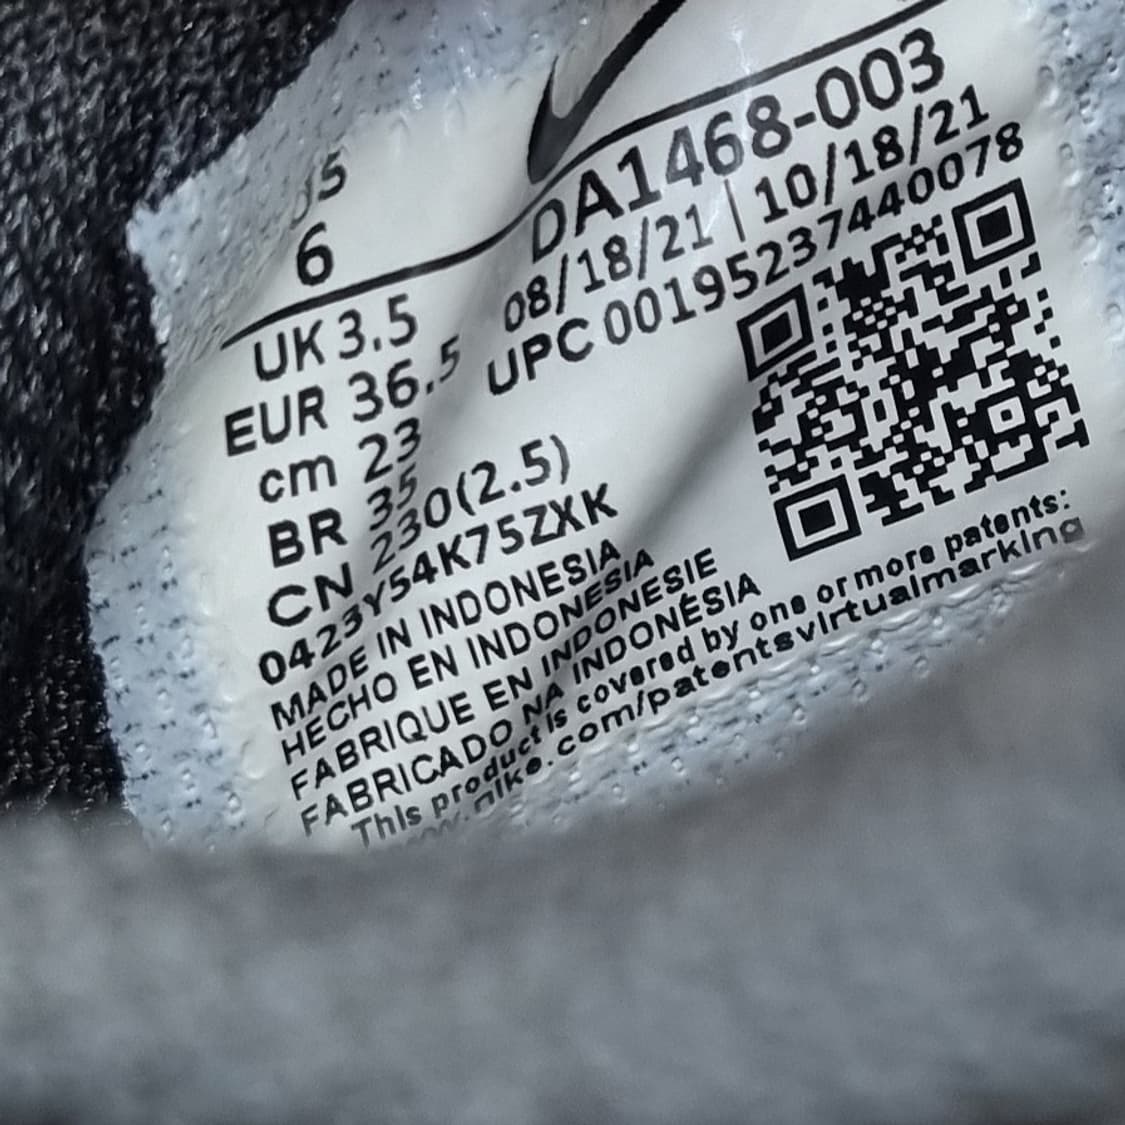 US
6
UK 3.5
EUR 36.5
cm 23
BR 35
CN 230(2.5)
0423Y54K75ZXK
MADE IN INDONESIA
HECHO EN INDONESIA
FABRIQUE EN INDONESIE
FABRICADO NA INDONÉSIA
This product is covered by one or more patents:
www.nike.com/patentsvirtualmarking
DA1468-003
08/18/21 | 10/18/21
UPC 00195237440078